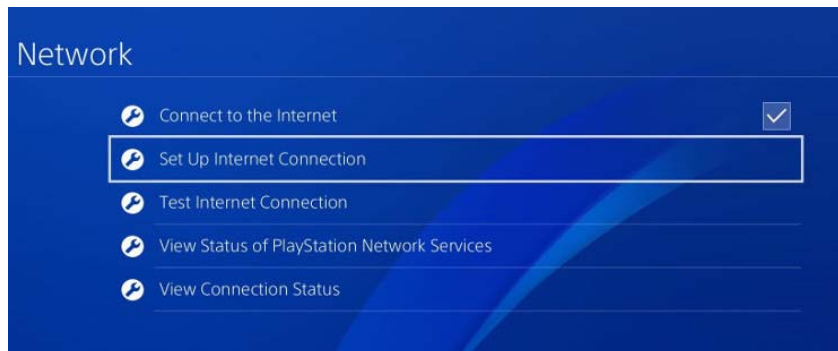 Network
Connect to the Internet
Set Up Internet Connection
Test Internet Connection
View Status of PlayStation Network Services
View Connection Status